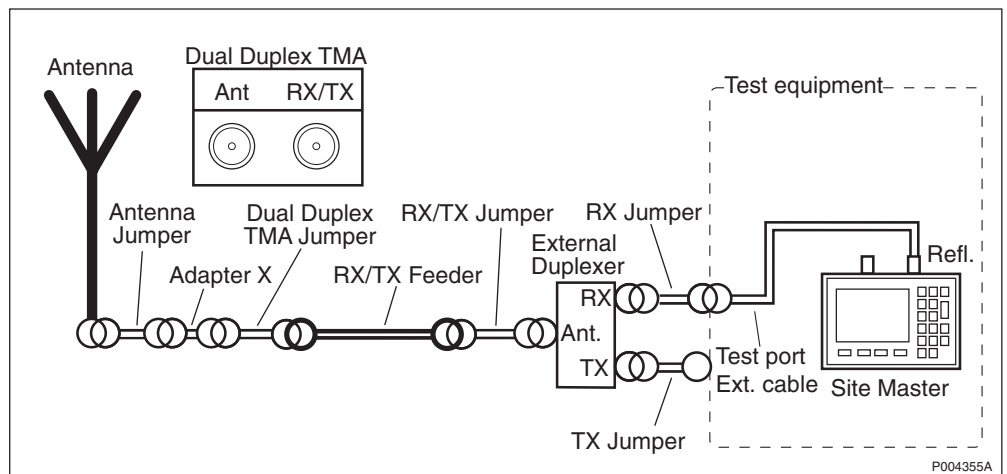 Dual Duplex TMA
Antenna
Ant RX/TX
Test equipment
Antenna
Jumper
Dual Duplex
TMA Jumper
RX/TX Jumper
RX Jumper
Adapter X
RX/TX Feeder
External
Duplexer
Refl.
RX
Ant.
TX
Test port
Ext. cable
Site Master
TX Jumper
P004355A